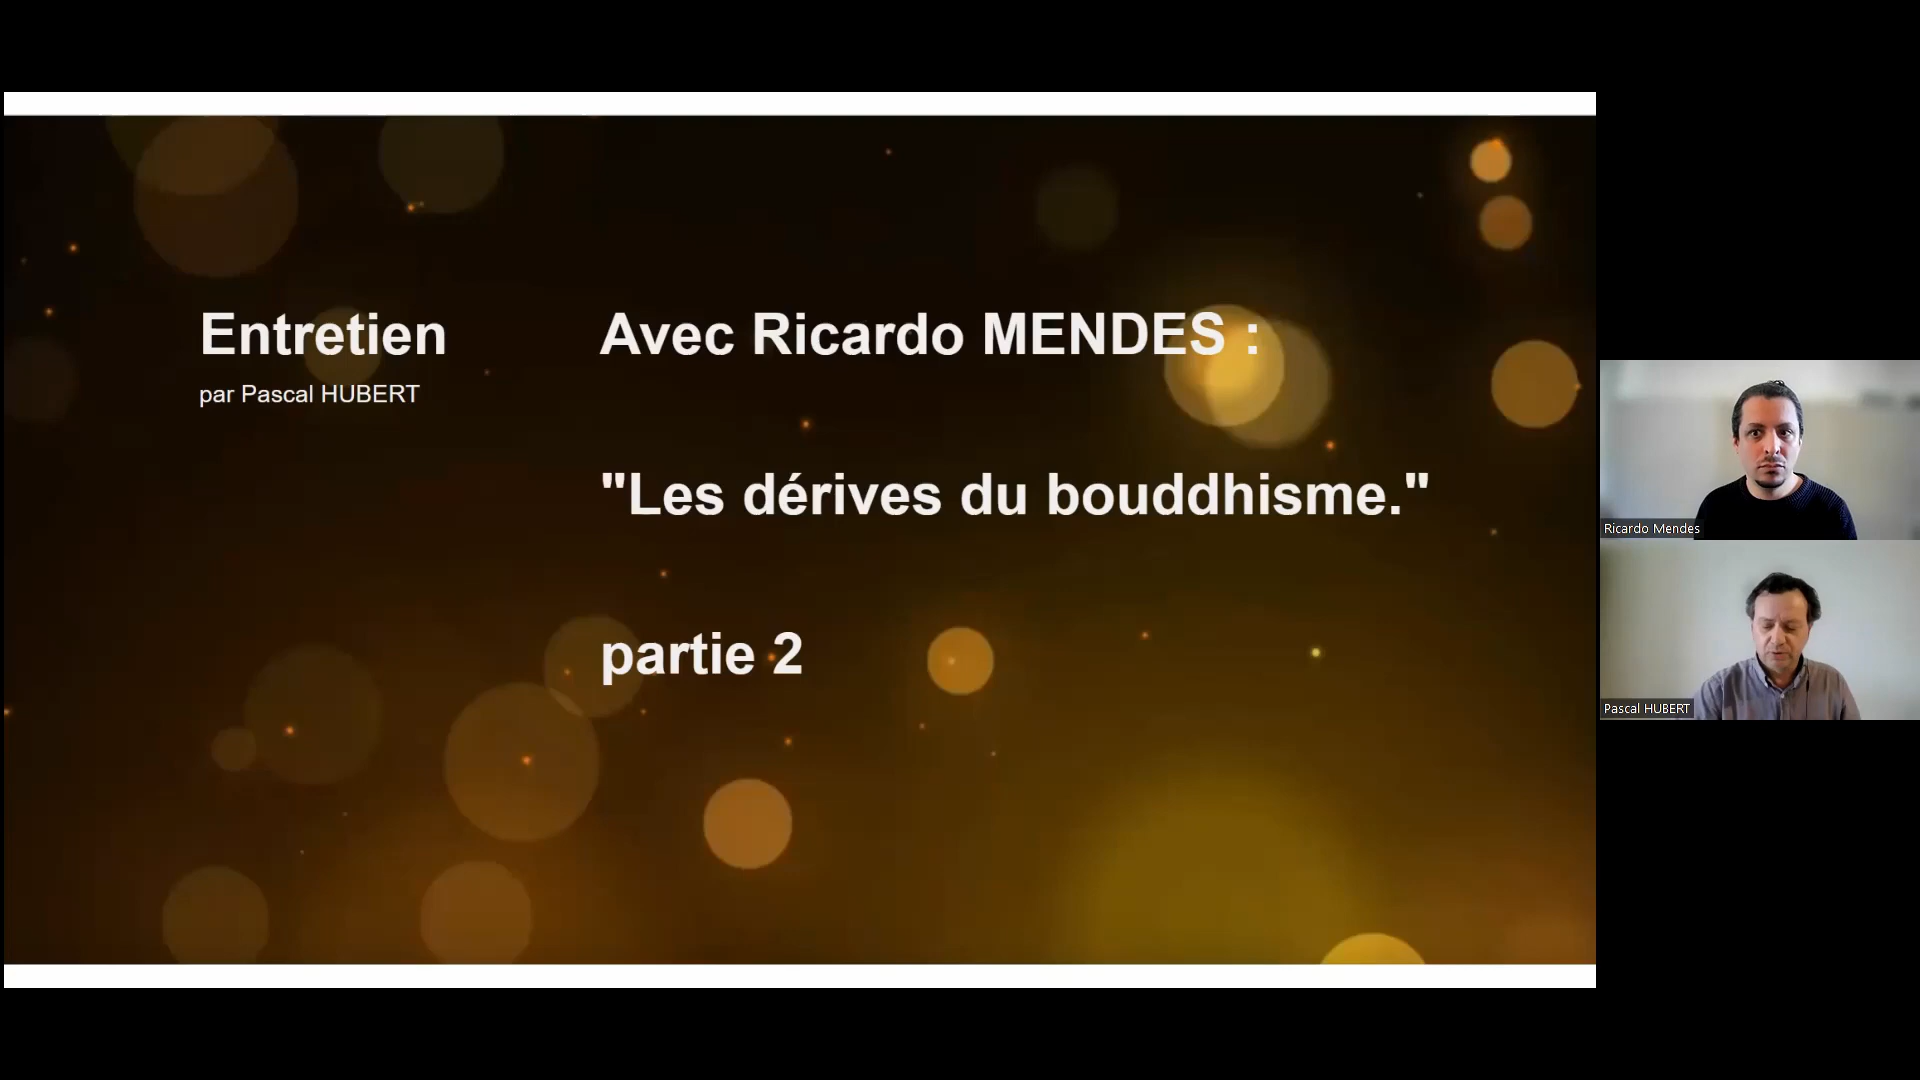 Entretien
par Pascal HUBERT
Avec Ricardo MENDES :
"Les dérives du bouddhisme."
partie 2
Ricardo Mendes
Pascal HUBERT